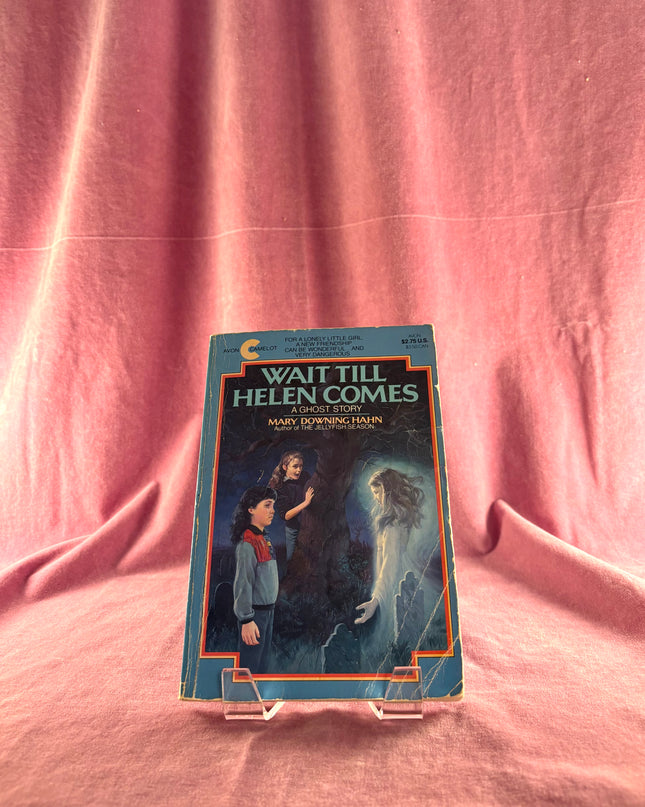 AVON CAMELOT
FOR A LONELY LITTLE GIRL,
A NEW FRIENDSHIP
CAN BE WONDERFUL... AND
VERY DANGEROUS
$2.75 U.S.
WAIT TILL
HELEN COMES
A GHOST STORY
MARY DOWNING HAHN
Author of THE JELLYFISH SEASON